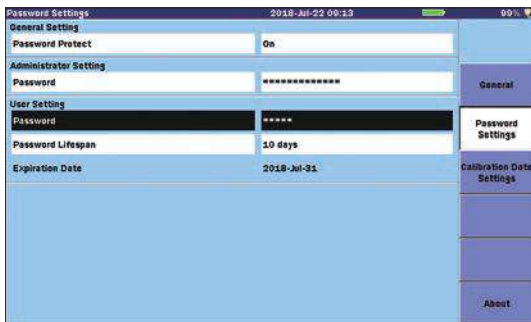 Password Settings 2018-Jul-22 09:13 99%
General Setting
Password Protect On
Administrator Setting
Password *************
General
User Setting
Password *****
Password Settings
Password Lifespan 10 days
Expiration Date 2018-Jul-31
Calibration Date Settings
About